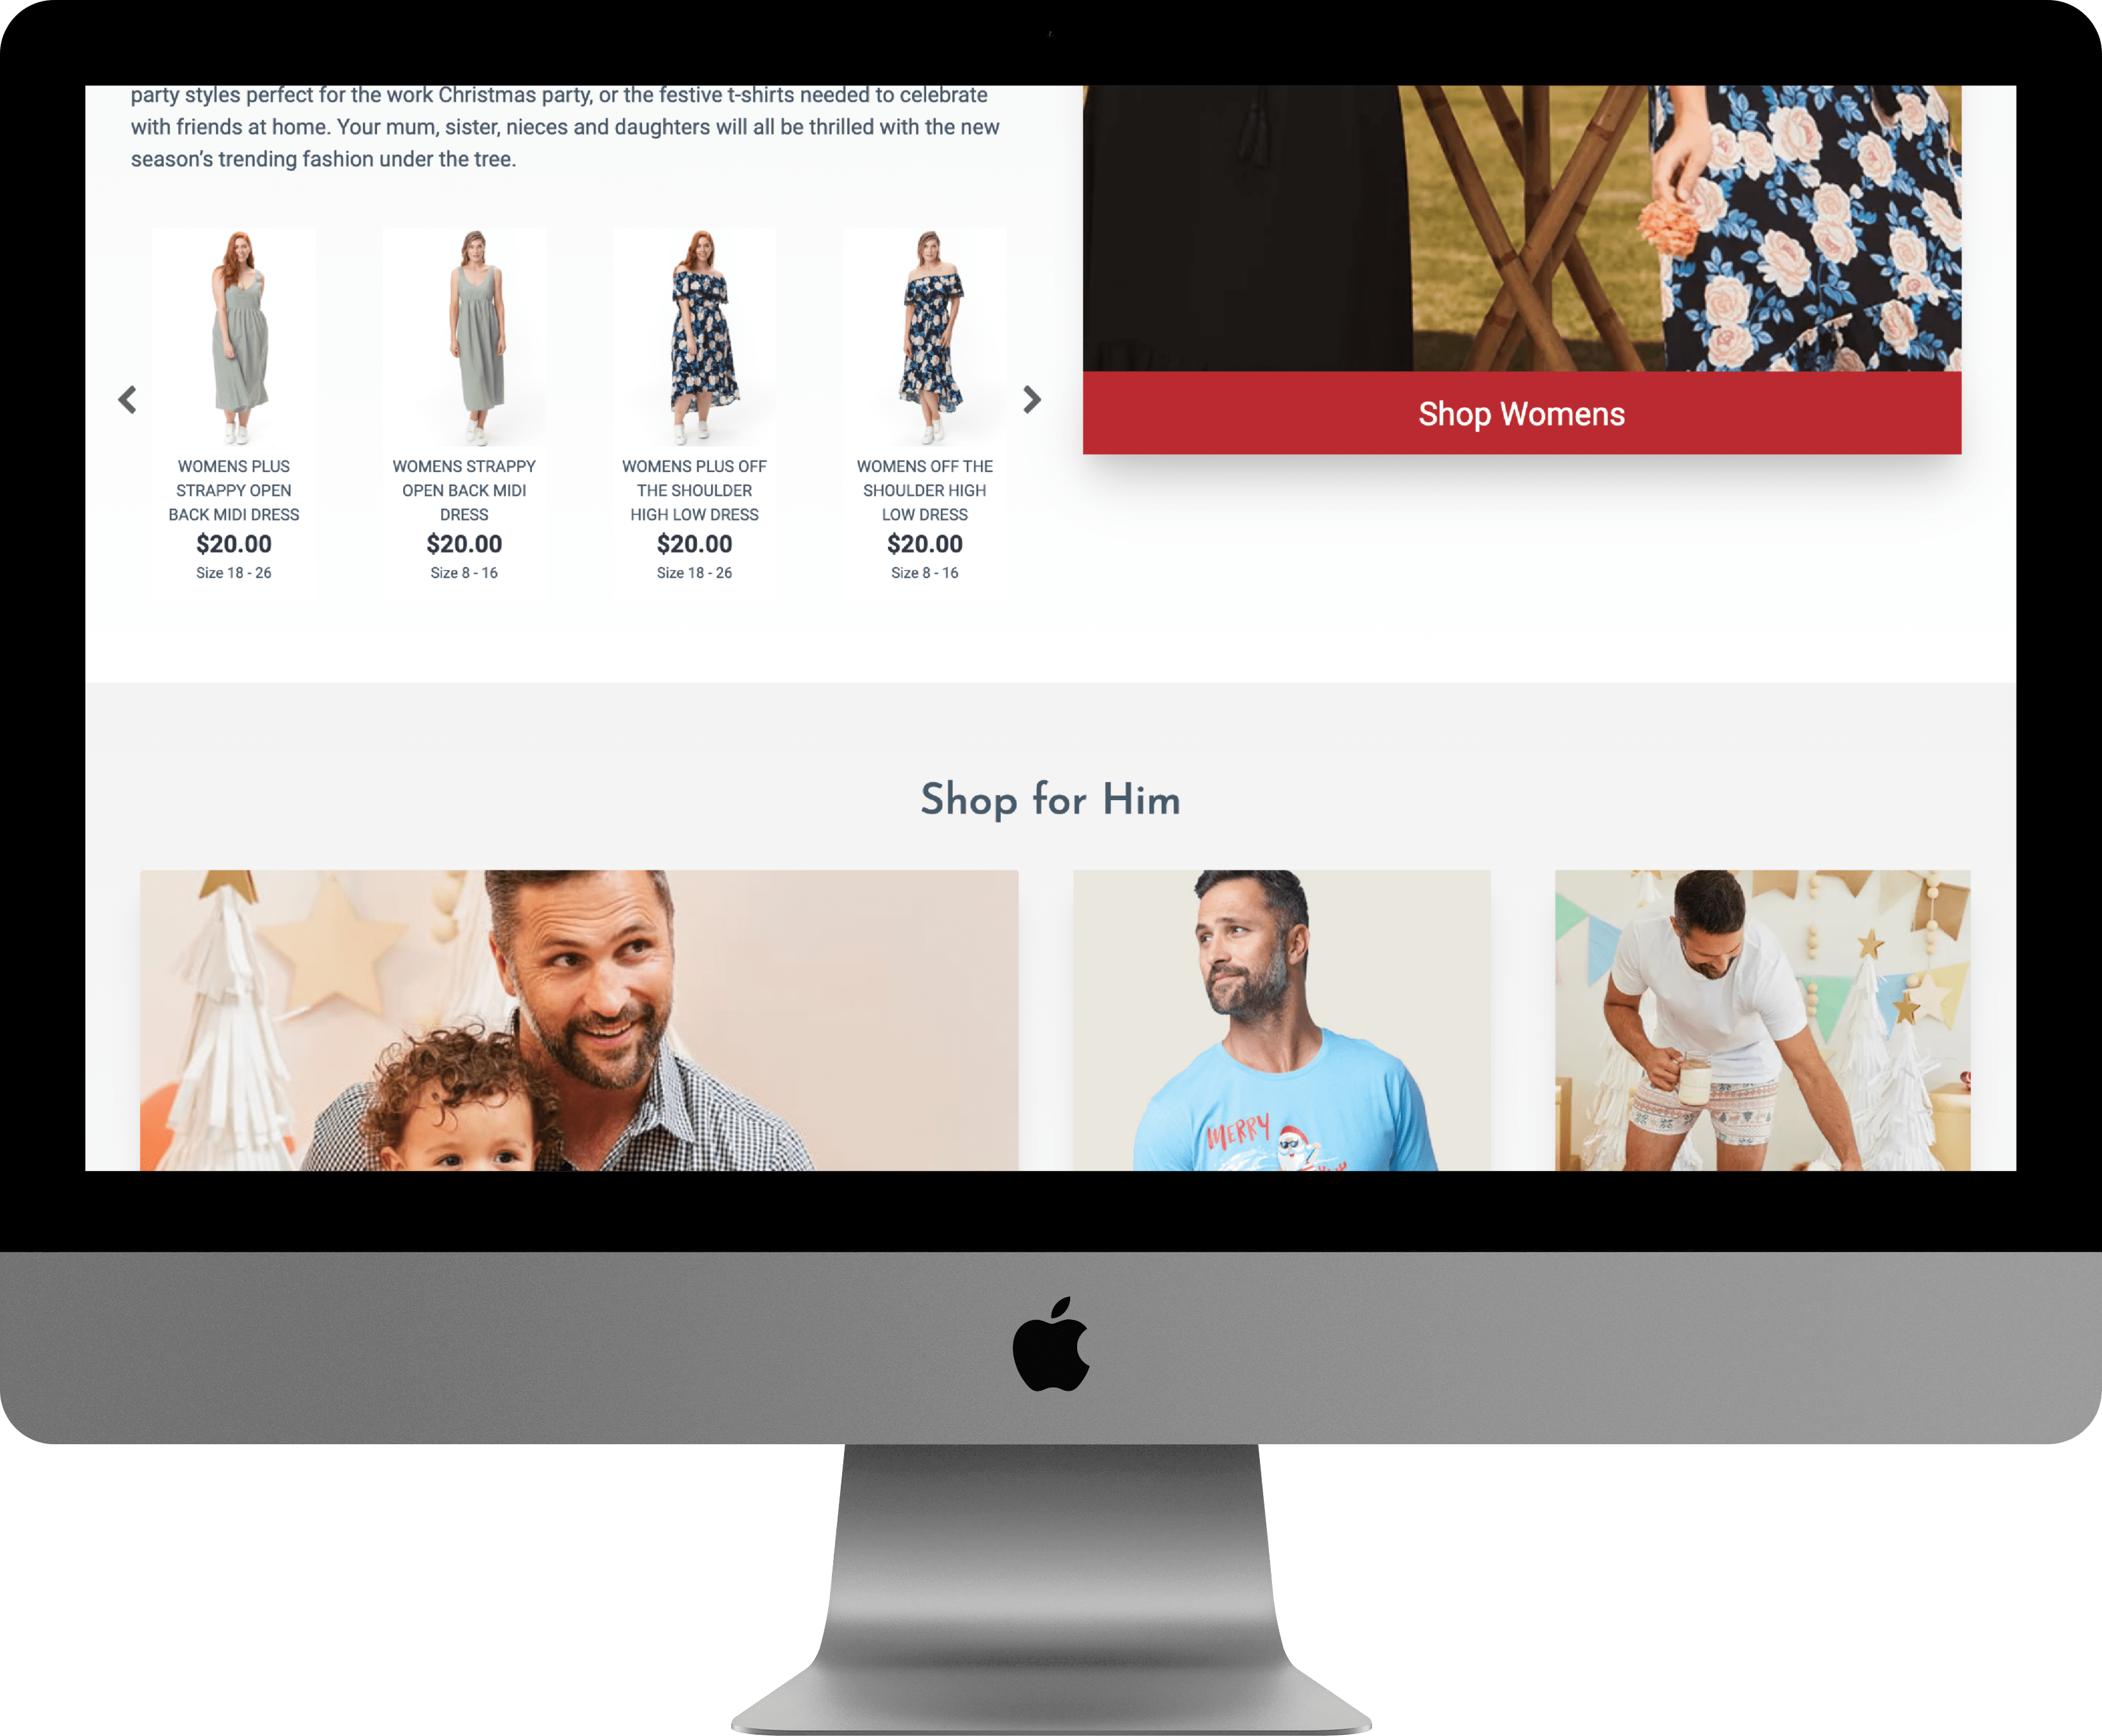 party styles perfect for the work Christmas party, or the festive t-shirts needed to celebrate
with friends at home. Your mum, sister, nieces and daughters will all be thrilled with the new
season’s trending fashion under the tree.
WOMENS PLUS
STRAPPY OPEN
BACK MIDI DRESS
$20.00
Size 18 - 26
WOMENS STRAPPY
OPEN BACK MIDI
DRESS
$20.00
Size 8 - 16
WOMENS PLUS OFF
THE SHOULDER
HIGH LOW DRESS
$20.00
Size 18 - 26
WOMENS OFF THE
SHOULDER HIGH
LOW DRESS
$20.00
Size 8 - 16
Shop Womens
Shop for Him
MERRY